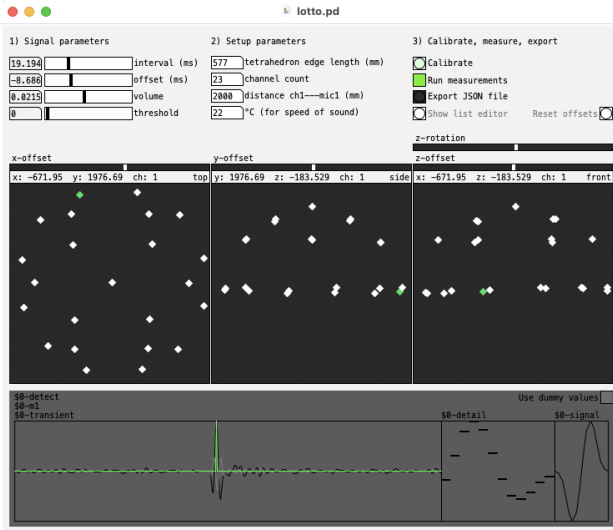 lotto.pd
1) Signal parameters
2) Setup parameters
3) Calibrate, measure, export
19.194 interval (ms)
577 tetrahedron edge length (mm)
Calibrate
-8.686 offset (ms)
23 channel count
Run measurements
0.0215 volume
2000 distance ch1---mic1 (mm)
Export JSON file
0 threshold
22 °C (for speed of sound)
Show list editor
Reset offsets
z-rotation
x-offset
y-offset
z-offset
x: -671.95 y: 1976.69 ch: 1 top
y: 1976.69 z: -183.529 ch: 1 side
x: -671.95 z: -183.529 ch: 1 front
$0-detect
Use dummy values
$0-m1
$0-transient
$0-detail
$0-signal